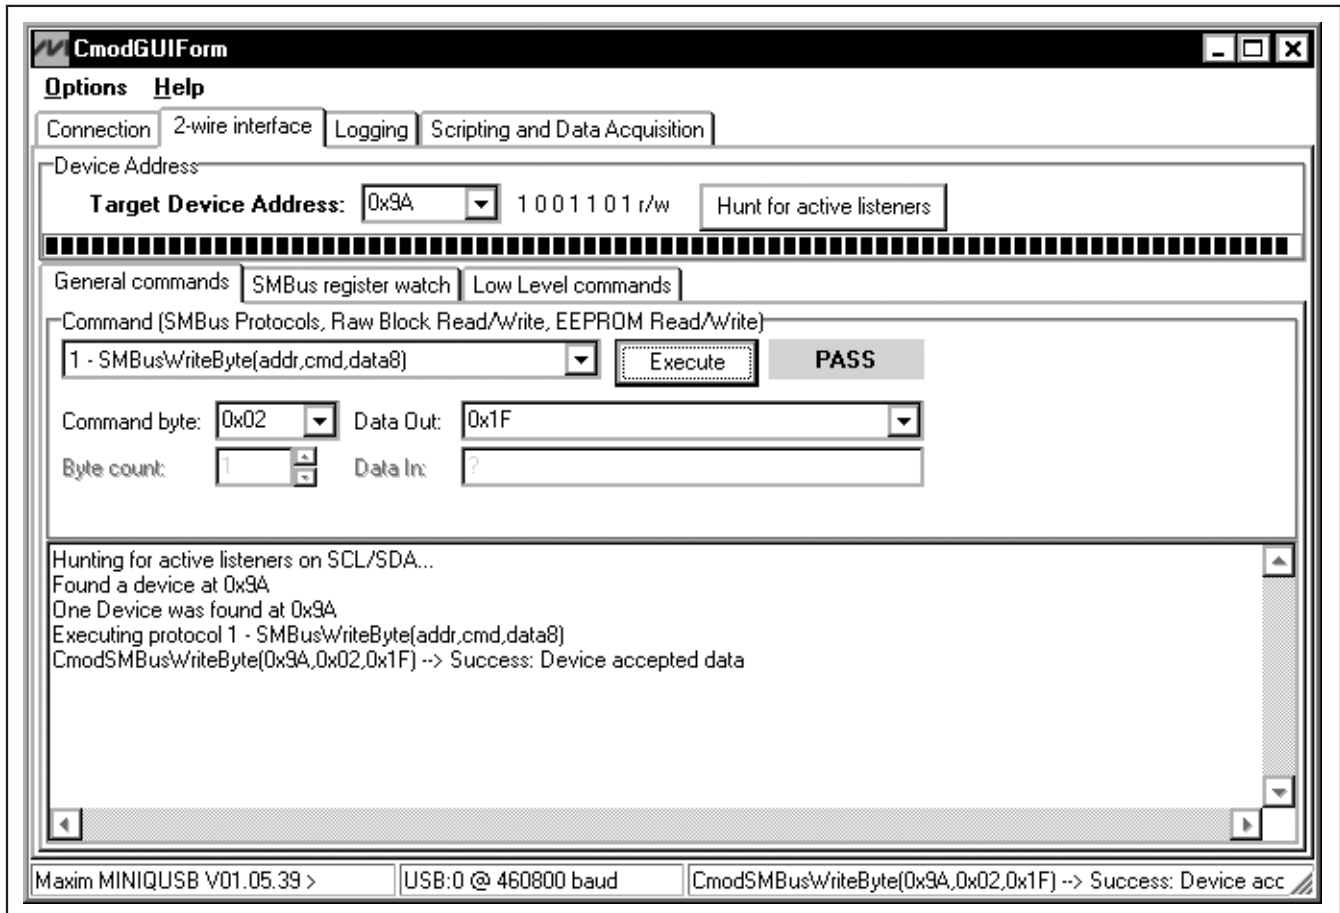 CmodGUIForm
Options Help
Connection 2-wire interface Logging Scripting and Data Acquisition
Device Address
Target Device Address: 0x9A 1 0 0 1 1 0 1 r/w Hunt for active listeners
General commands SMBus register watch Low Level commands
Command (SMBus Protocols, Raw Block Read/Write, EEPROM Read/Write)
1 - SMBusWriteByte(addr,cmd,data8) Execute PASS
Command byte: 0x02 Data Out: 0x1F
Byte count: 1 Data In: ?
Hunting for active listeners on SCL/SDA...
Found a device at 0x9A
One Device was found at 0x9A
Executing protocol 1 - SMBusWriteByte(addr,cmd,data8)
CmodSMBusWriteByte(0x9A,0x02,0x1F) --> Success: Device accepted data
Maxim MINIQUSB V01.05.39 > USB:0 @ 460800 baud CmodSMBusWriteByte(0x9A,0x02,0x1F) --> Success: Device acc